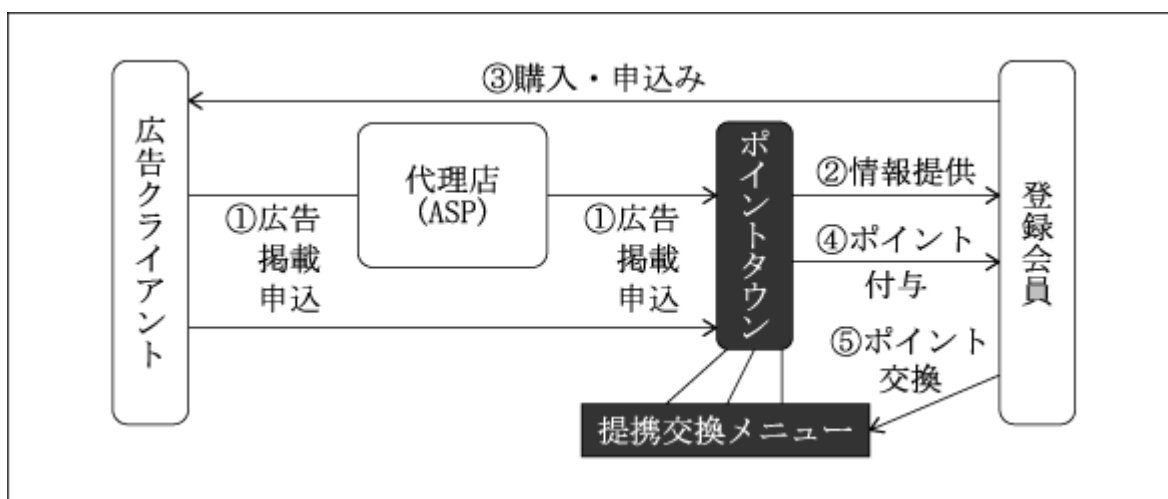 ③購入・申込み
広告クライアント
代理店
(ASP)
ポイントタウン
登録会員
①広告
掲載
申込
①広告
掲載
申込
②情報提供
④ポイント
付与
⑤ポイント
交換
提携交換メニュー